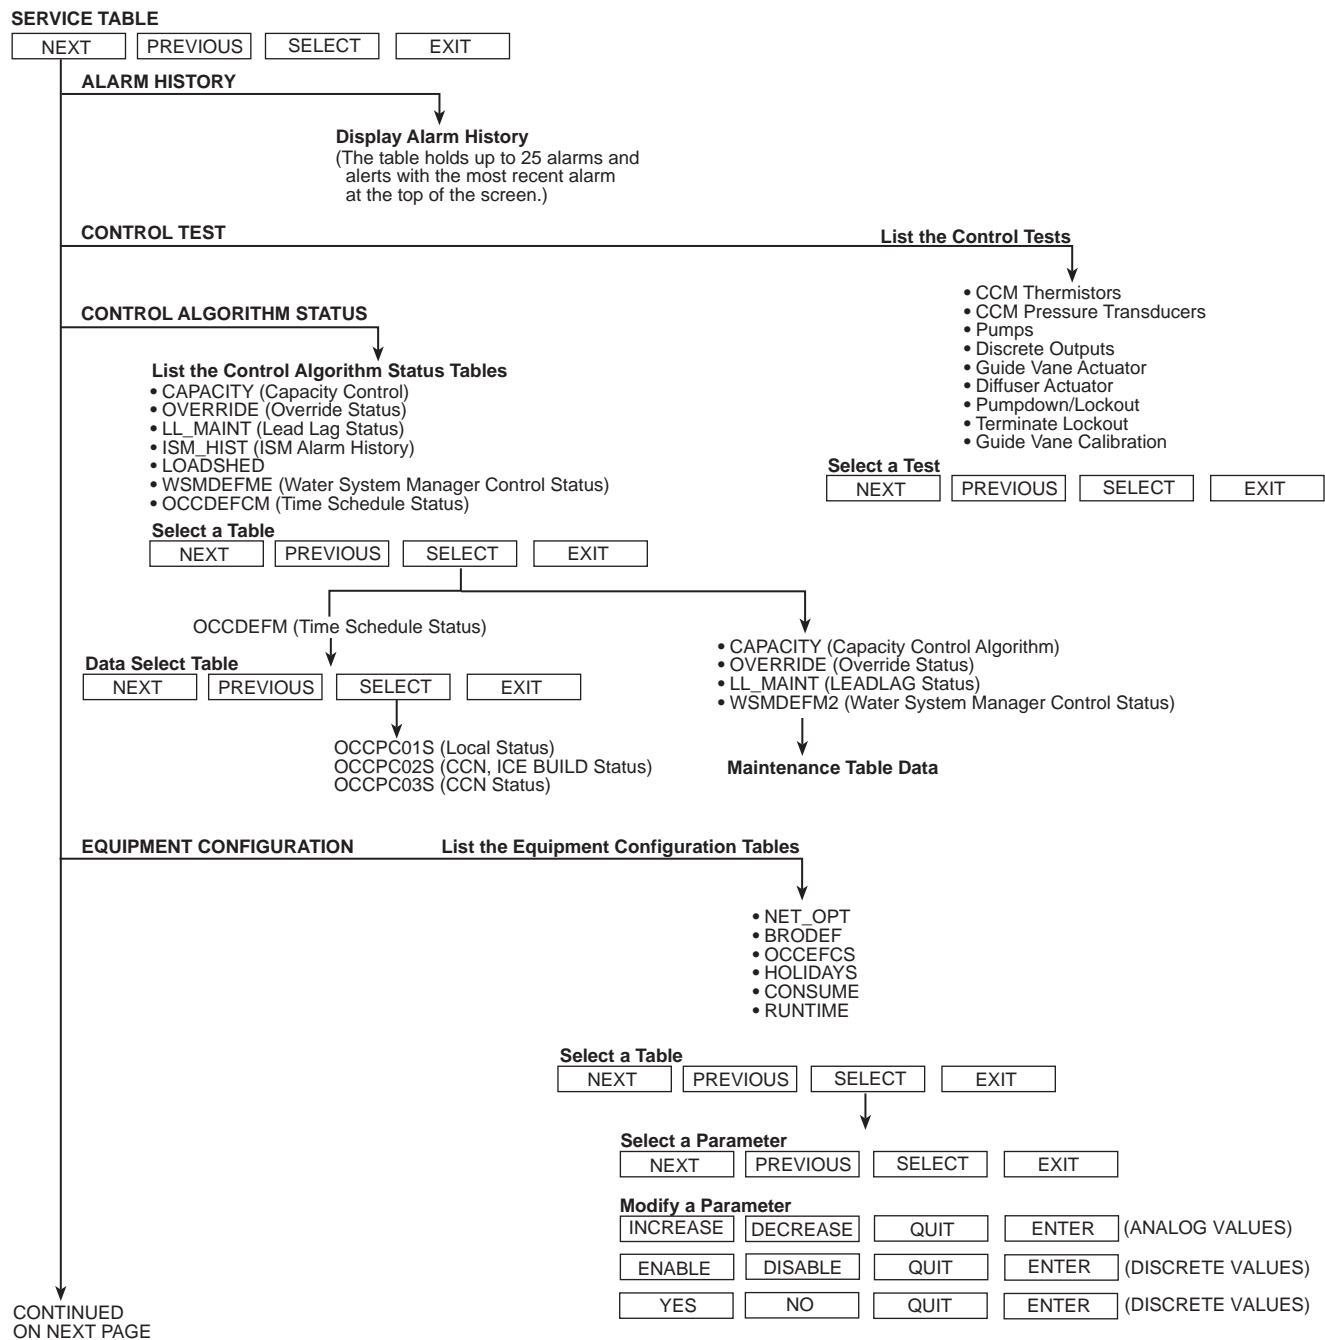 SERVICE TABLE
NEXT PREVIOUS SELECT EXIT
ALARM HISTORY
Display Alarm History
(The table holds up to 25 alarms and
alerts with the most recent alarm
at the top of the screen.)
CONTROL TEST
List the Control Tests
• CCM Thermistors
• CCM Pressure Transducers
• Pumps
• Discrete Outputs
• Guide Vane Actuator
• Diffuser Actuator
• Pumpdown/Lockout
• Terminate Lockout
• Guide Vane Calibration
Select a Test
NEXT PREVIOUS SELECT EXIT
CONTROL ALGORITHM STATUS
List the Control Algorithm Status Tables
• CAPACITY (Capacity Control)
• OVERRIDE (Override Status)
• LL_MAINT (Lead Lag Status)
• ISM_HIST (ISM Alarm History)
• LOADSHED
• WSMDEFME (Water System Manager Control Status)
• OCCDEFCM (Time Schedule Status)
Select a Table
NEXT PREVIOUS SELECT EXIT
OCCDEFM (Time Schedule Status)
Data Select Table
NEXT PREVIOUS SELECT EXIT
OCCPC01S (Local Status)
OCCPC02S (CCN, ICE BUILD Status)
OCCPC03S (CCN Status)
• CAPACITY (Capacity Control Algorithm)
• OVERRIDE (Override Status)
• LL_MAINT (LEADLAG Status)
• WSMDEFM2 (Water System Manager Control Status)
Maintenance Table Data
EQUIPMENT CONFIGURATION
List the Equipment Configuration Tables
• NET_OPT
• BRODEF
• OCCEFCS
• HOLIDAYS
• CONSUME
• RUNTIME
Select a Table
NEXT PREVIOUS SELECT EXIT
Select a Parameter
NEXT PREVIOUS SELECT EXIT
Modify a Parameter
INCREASE DECREASE QUIT ENTER (ANALOG VALUES)
ENABLE DISABLE QUIT ENTER (DISCRETE VALUES)
YES NO QUIT ENTER (DISCRETE VALUES)
CONTINUED
ON NEXT PAGE